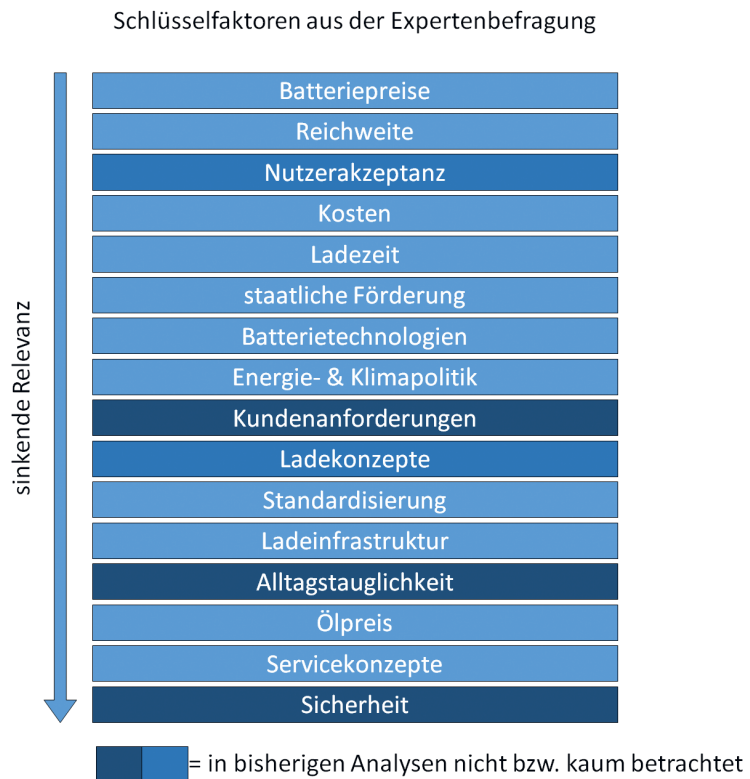 Schlüsselfaktoren aus der Expertenbefragung
sinkende Relevanz
Batteriepreise
Reichweite
Nutzerakzeptanz
Kosten
Ladezeit
staatliche Förderung
Batterietechnologien
Energie- & Klimapolitik
Kundenanforderungen
Ladekonzepte
Standardisierung
Ladeinfrastruktur
Alltagstauglichkeit
Ölpreis
Servicekonzepte
Sicherheit
= in bisherigen Analysen nicht bzw. kaum betrachtet